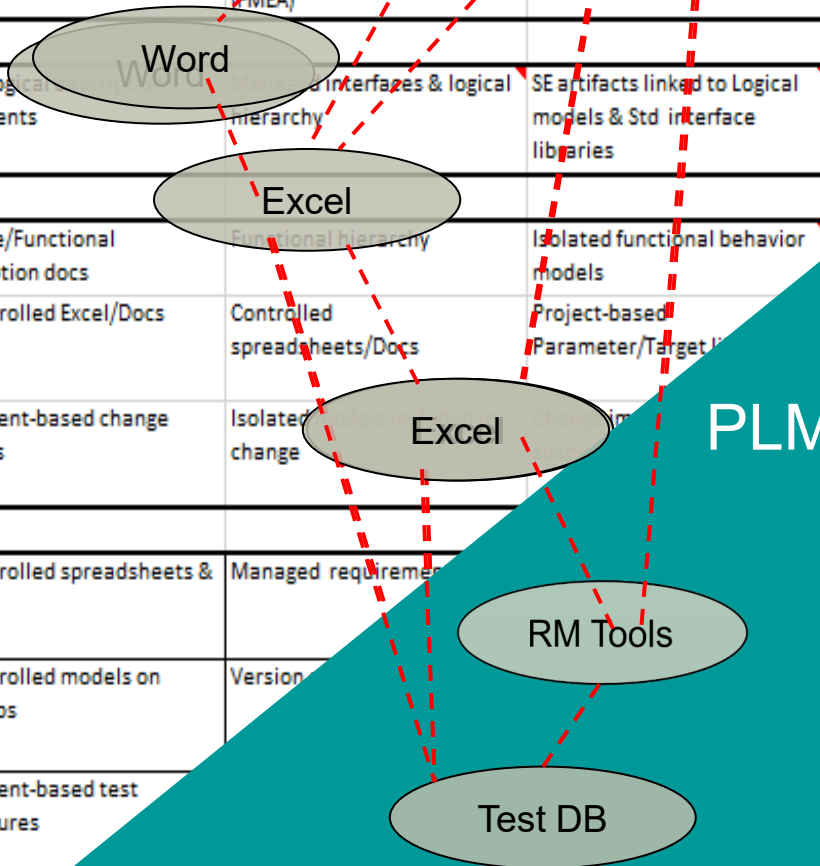 (FMEA)
Word
Word
Managed interfaces & logical
hierarchy
SE artifacts linked to Logical
models & Std interface
libraries
ents
Excel
e/Functional
tion docs
Functional hierarchy
Isolated functional behavior
models
rolled Excel/Docs
Controlled
spreadsheets/Docs
Project-based
Parameter/Target
ent-based change
s
Isolated
change
Excel
PLM
rolled spreadsheets &
Managed requireme
RM Tools
rolled models on
os
Version
ent-based test
ures
Test DB